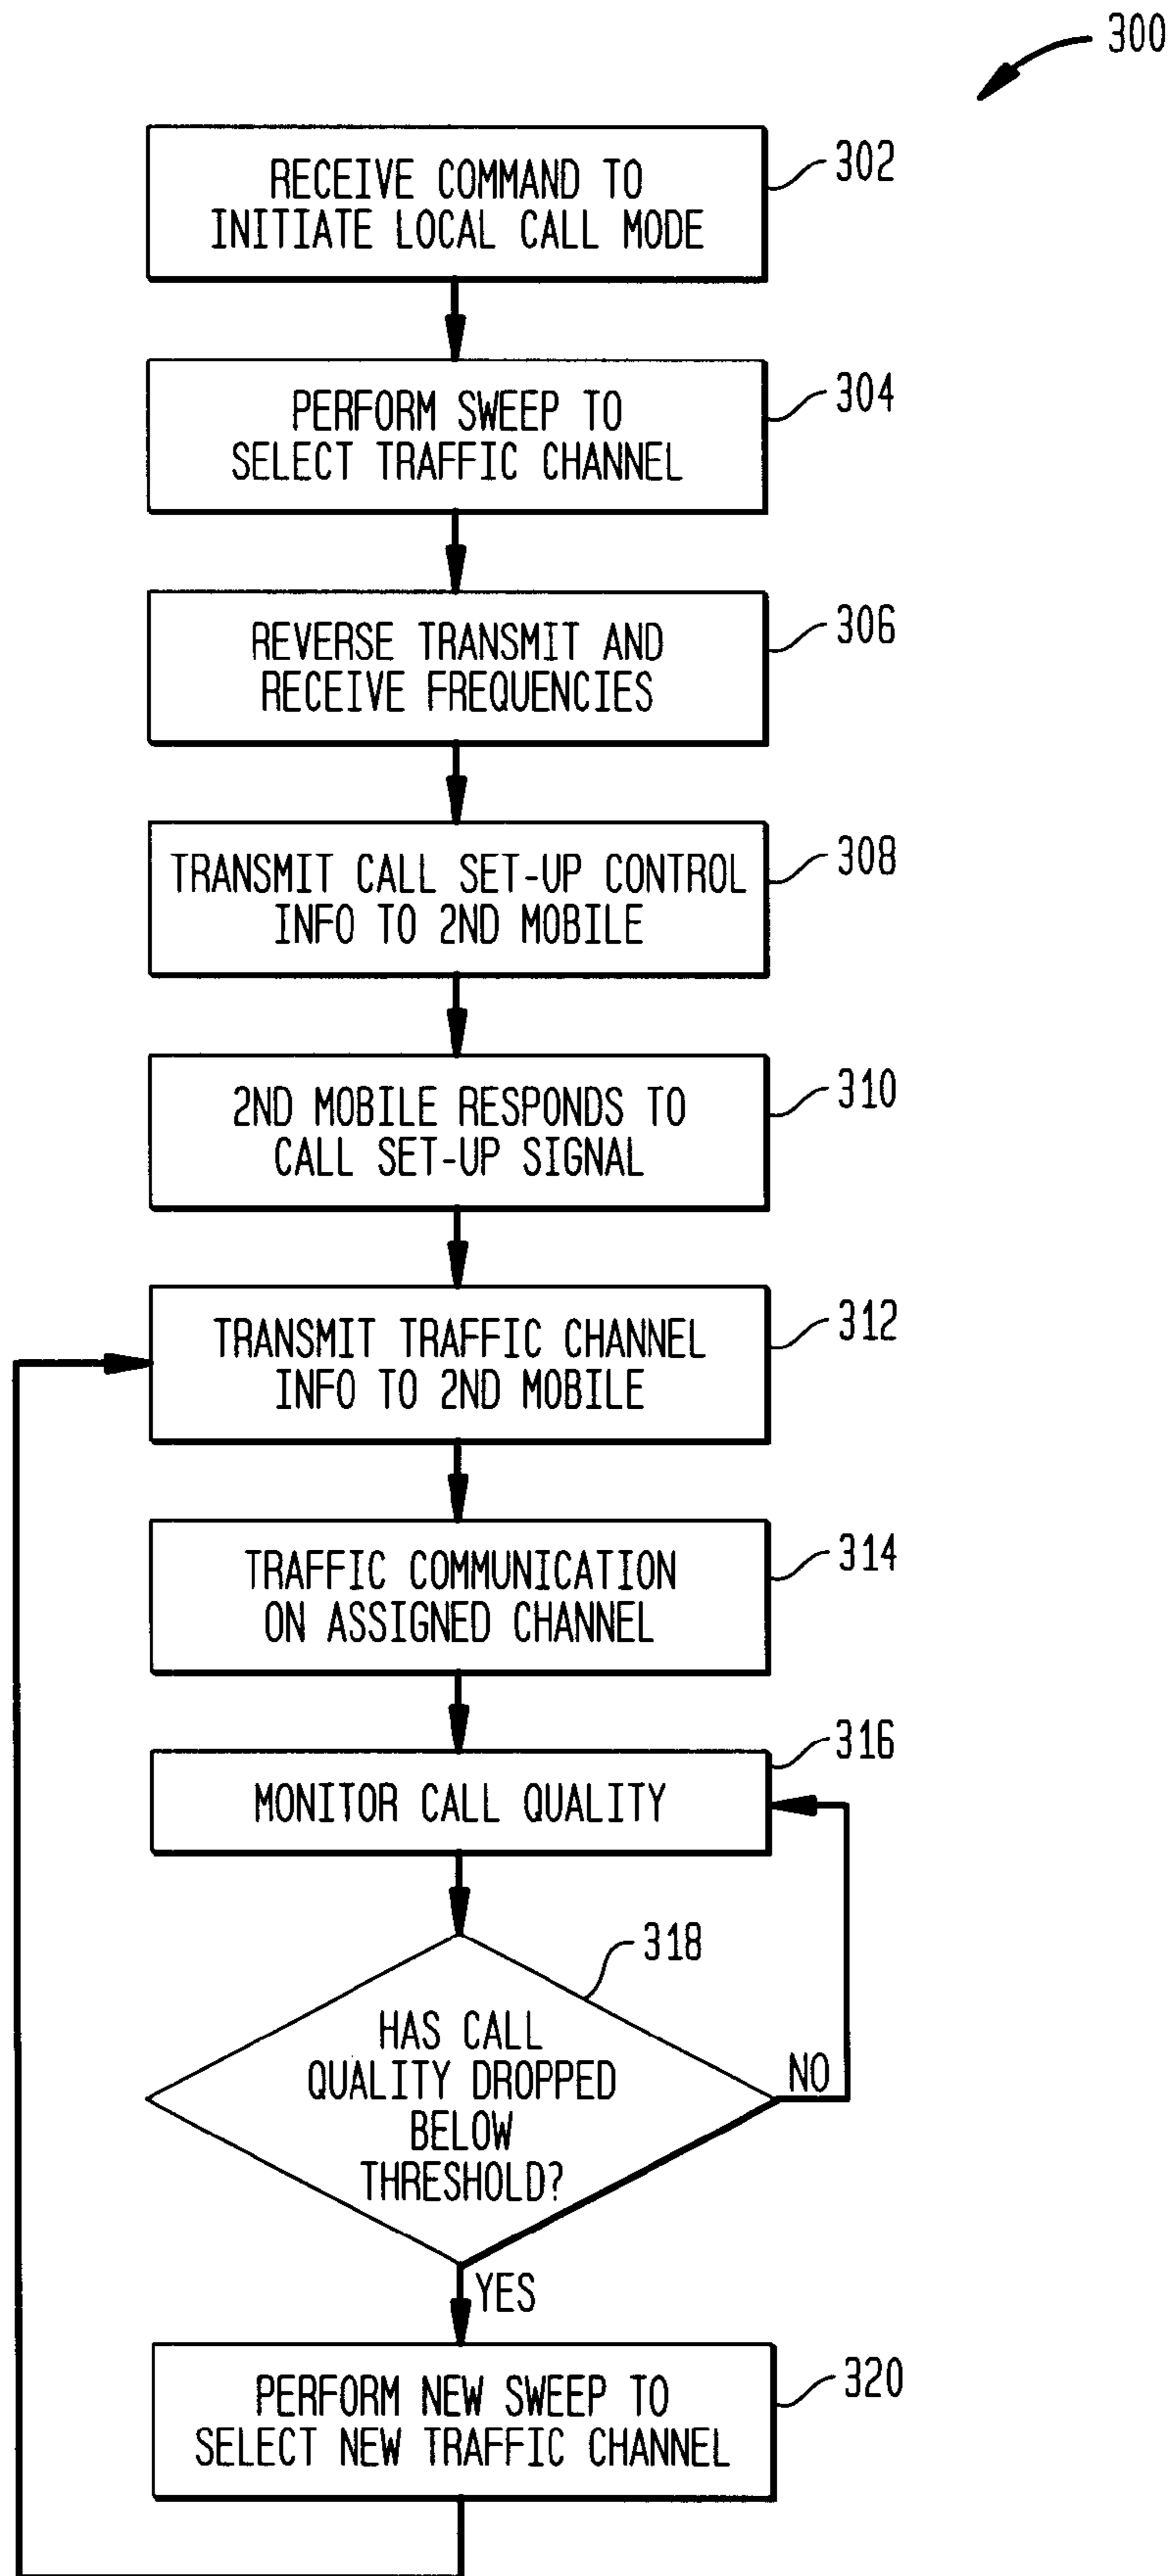 300
RECEIVE COMMAND TO
INITIATE LOCAL CALL MODE
302
PERFORM SWEEP TO
SELECT TRAFFIC CHANNEL
304
REVERSE TRANSMIT AND
RECEIVE FREQUENCIES
306
TRANSMIT CALL SET-UP CONTROL
INFO TO 2ND MOBILE
308
2ND MOBILE RESPONDS TO
CALL SET-UP SIGNAL
310
TRANSMIT TRAFFIC CHANNEL
INFO TO 2ND MOBILE
312
TRAFFIC COMMUNICATION
ON ASSIGNED CHANNEL
314
MONITOR CALL QUALITY
316
HAS CALL
QUALITY DROPPED
BELOW
THRESHOLD?
318
NO
YES
PERFORM NEW SWEEP TO
SELECT NEW TRAFFIC CHANNEL
320